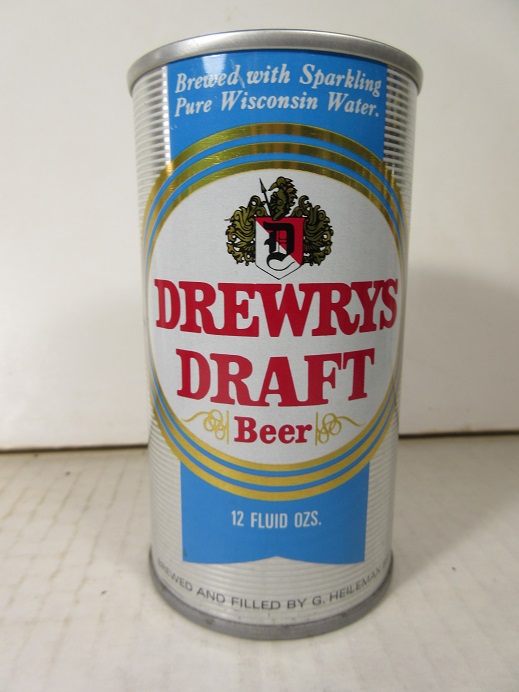 Brewed with Sparkling
Pure Wisconsin Water.
D
DREWRYS
DRAFT
Beer
12 FLUID OZS.
BREWED AND FILLED BY G. HEILEMAN